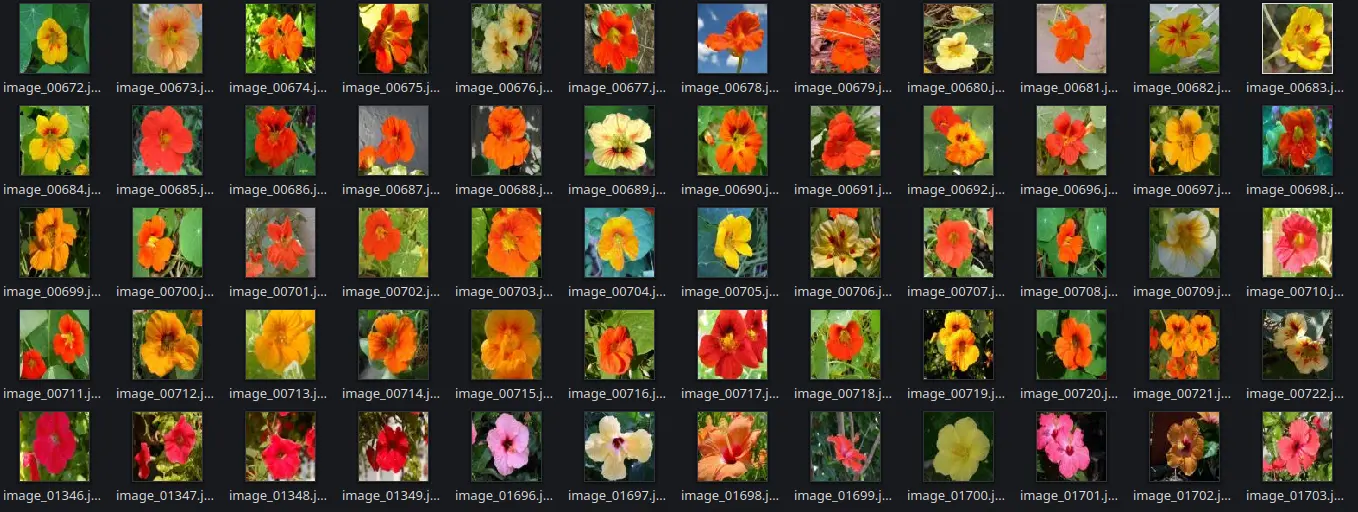 image_00672.j... image_00673.j... image_00674.j... image_00675.j... image_00676.j... image_00677.j... image_00678.j... image_00679.j... image_00680.j... image_00681.j... image_00682.j... image_00683.j...
image_00684.j... image_00685.j... image_00686.j... image_00687.j... image_00688.j... image_00689.j... image_00690.j... image_00691.j... image_00692.j... image_00696.j... image_00697.j... image_00698.j...
image_00699.j... image_00700.j... image_00701.j... image_00702.j... image_00703.j... image_00704.j... image_00705.j... image_00706.j... image_00707.j... image_00708.j... image_00709.j... image_00710.j...
image_00711.j... image_00712.j... image_00713.j... image_00714.j... image_00715.j... image_00716.j... image_00717.j... image_00718.j... image_00719.j... image_00720.j... image_00721.j... image_00722.j...
image_01346.j... image_01347.j... image_01348.j... image_01349.j... image_01696.j... image_01697.j... image_01698.j... image_01699.j... image_01700.j... image_01701.j... image_01702.j... image_01703.j...